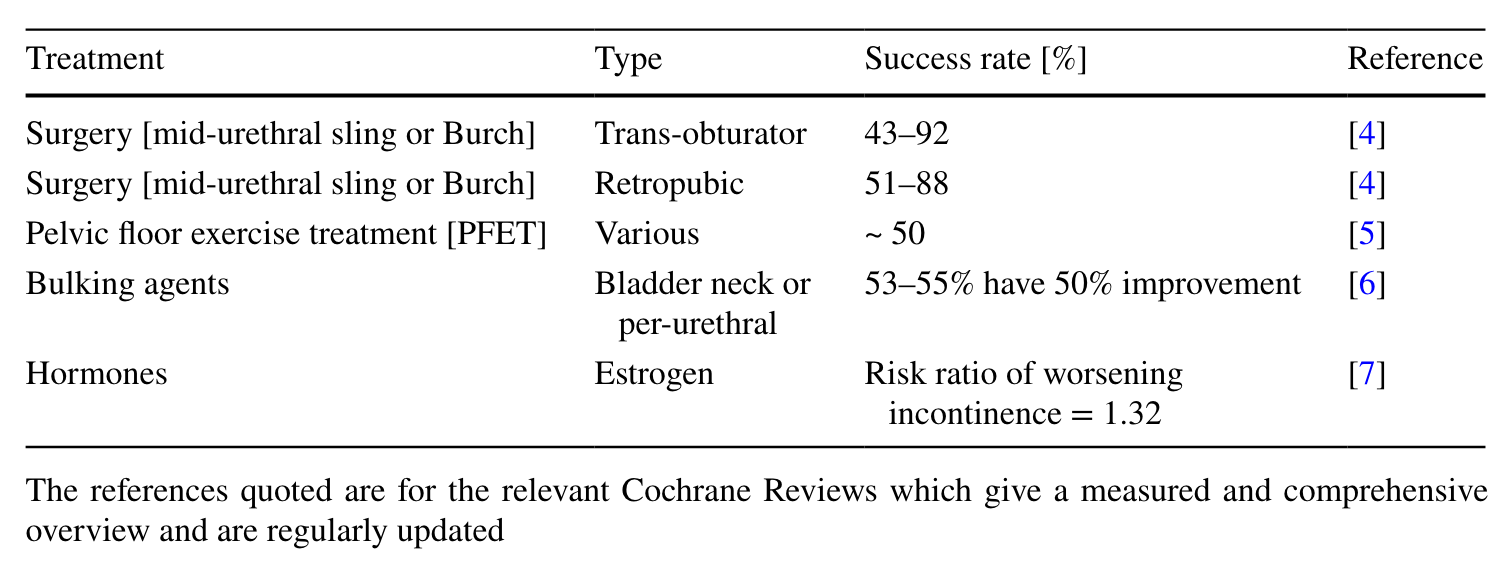 Treatment Type Success rate [%] Reference
Surgery [mid-urethral sling or Burch] Trans-obturator 43–92 [4]
Surgery [mid-urethral sling or Burch] Retropubic 51–88 [4]
Pelvic floor exercise treatment [PFET] Various ~ 50 [5]
Bulking agents Bladder neck or 53–55% have 50% improvement [6]
per-urethral
Hormones Estrogen Risk ratio of worsening [7]
incontinence = 1.32
The references quoted are for the relevant Cochrane Reviews which give a measured and comprehensive
overview and are regularly updated